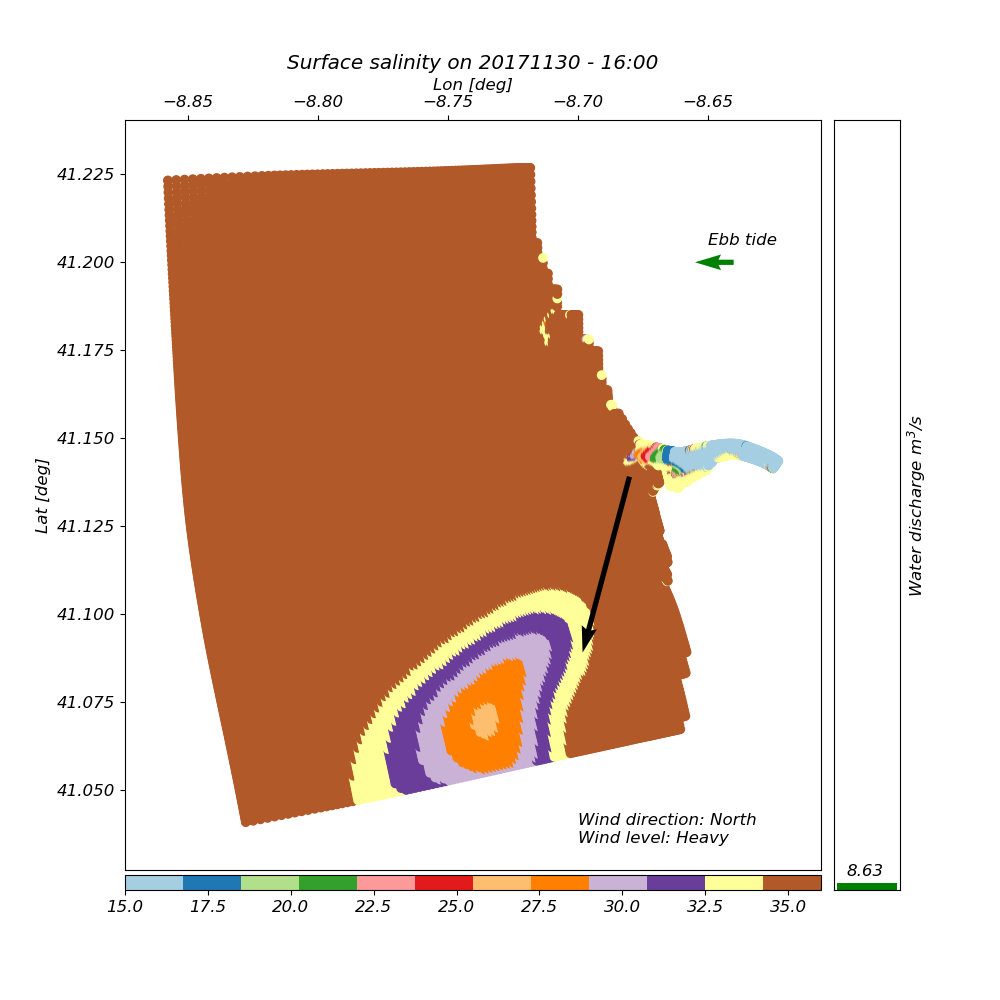 Surface salinity on 20171130 - 16:00
Lon [deg]
−8.85 −8.80 −8.75 −8.70 −8.65
41.225
41.200
41.175
41.150
41.125
41.100
41.075
41.050
Lat [deg]
Ebb tide
Wind direction: North
Wind level: Heavy
15.0 17.5 20.0 22.5 25.0 27.5 30.0 32.5 35.0
8.63
Water discharge m³/s